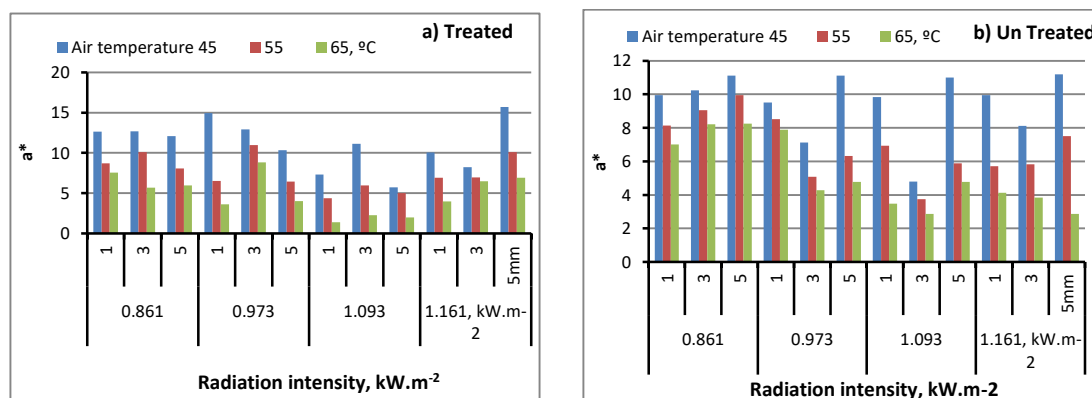 a) Treated
Air temperature 45 55 65, ºC
20
15
10
5
0
a*
1 3 5 1 3 5 1 3 5 1 3 5mm
0.861 0.973 1.093 1.161, kW.m-
2
Radiation intensity, kW.m-2
b) Un Treated
Air temperature 45 55 65, ºC
12
10
8
6
4
2
0
a*
1 3 5 1 3 5 1 3 5 1 3 5mm
0.861 0.973 1.093 1.161, kW.m-
2
Radiation intensity, kW.m-2